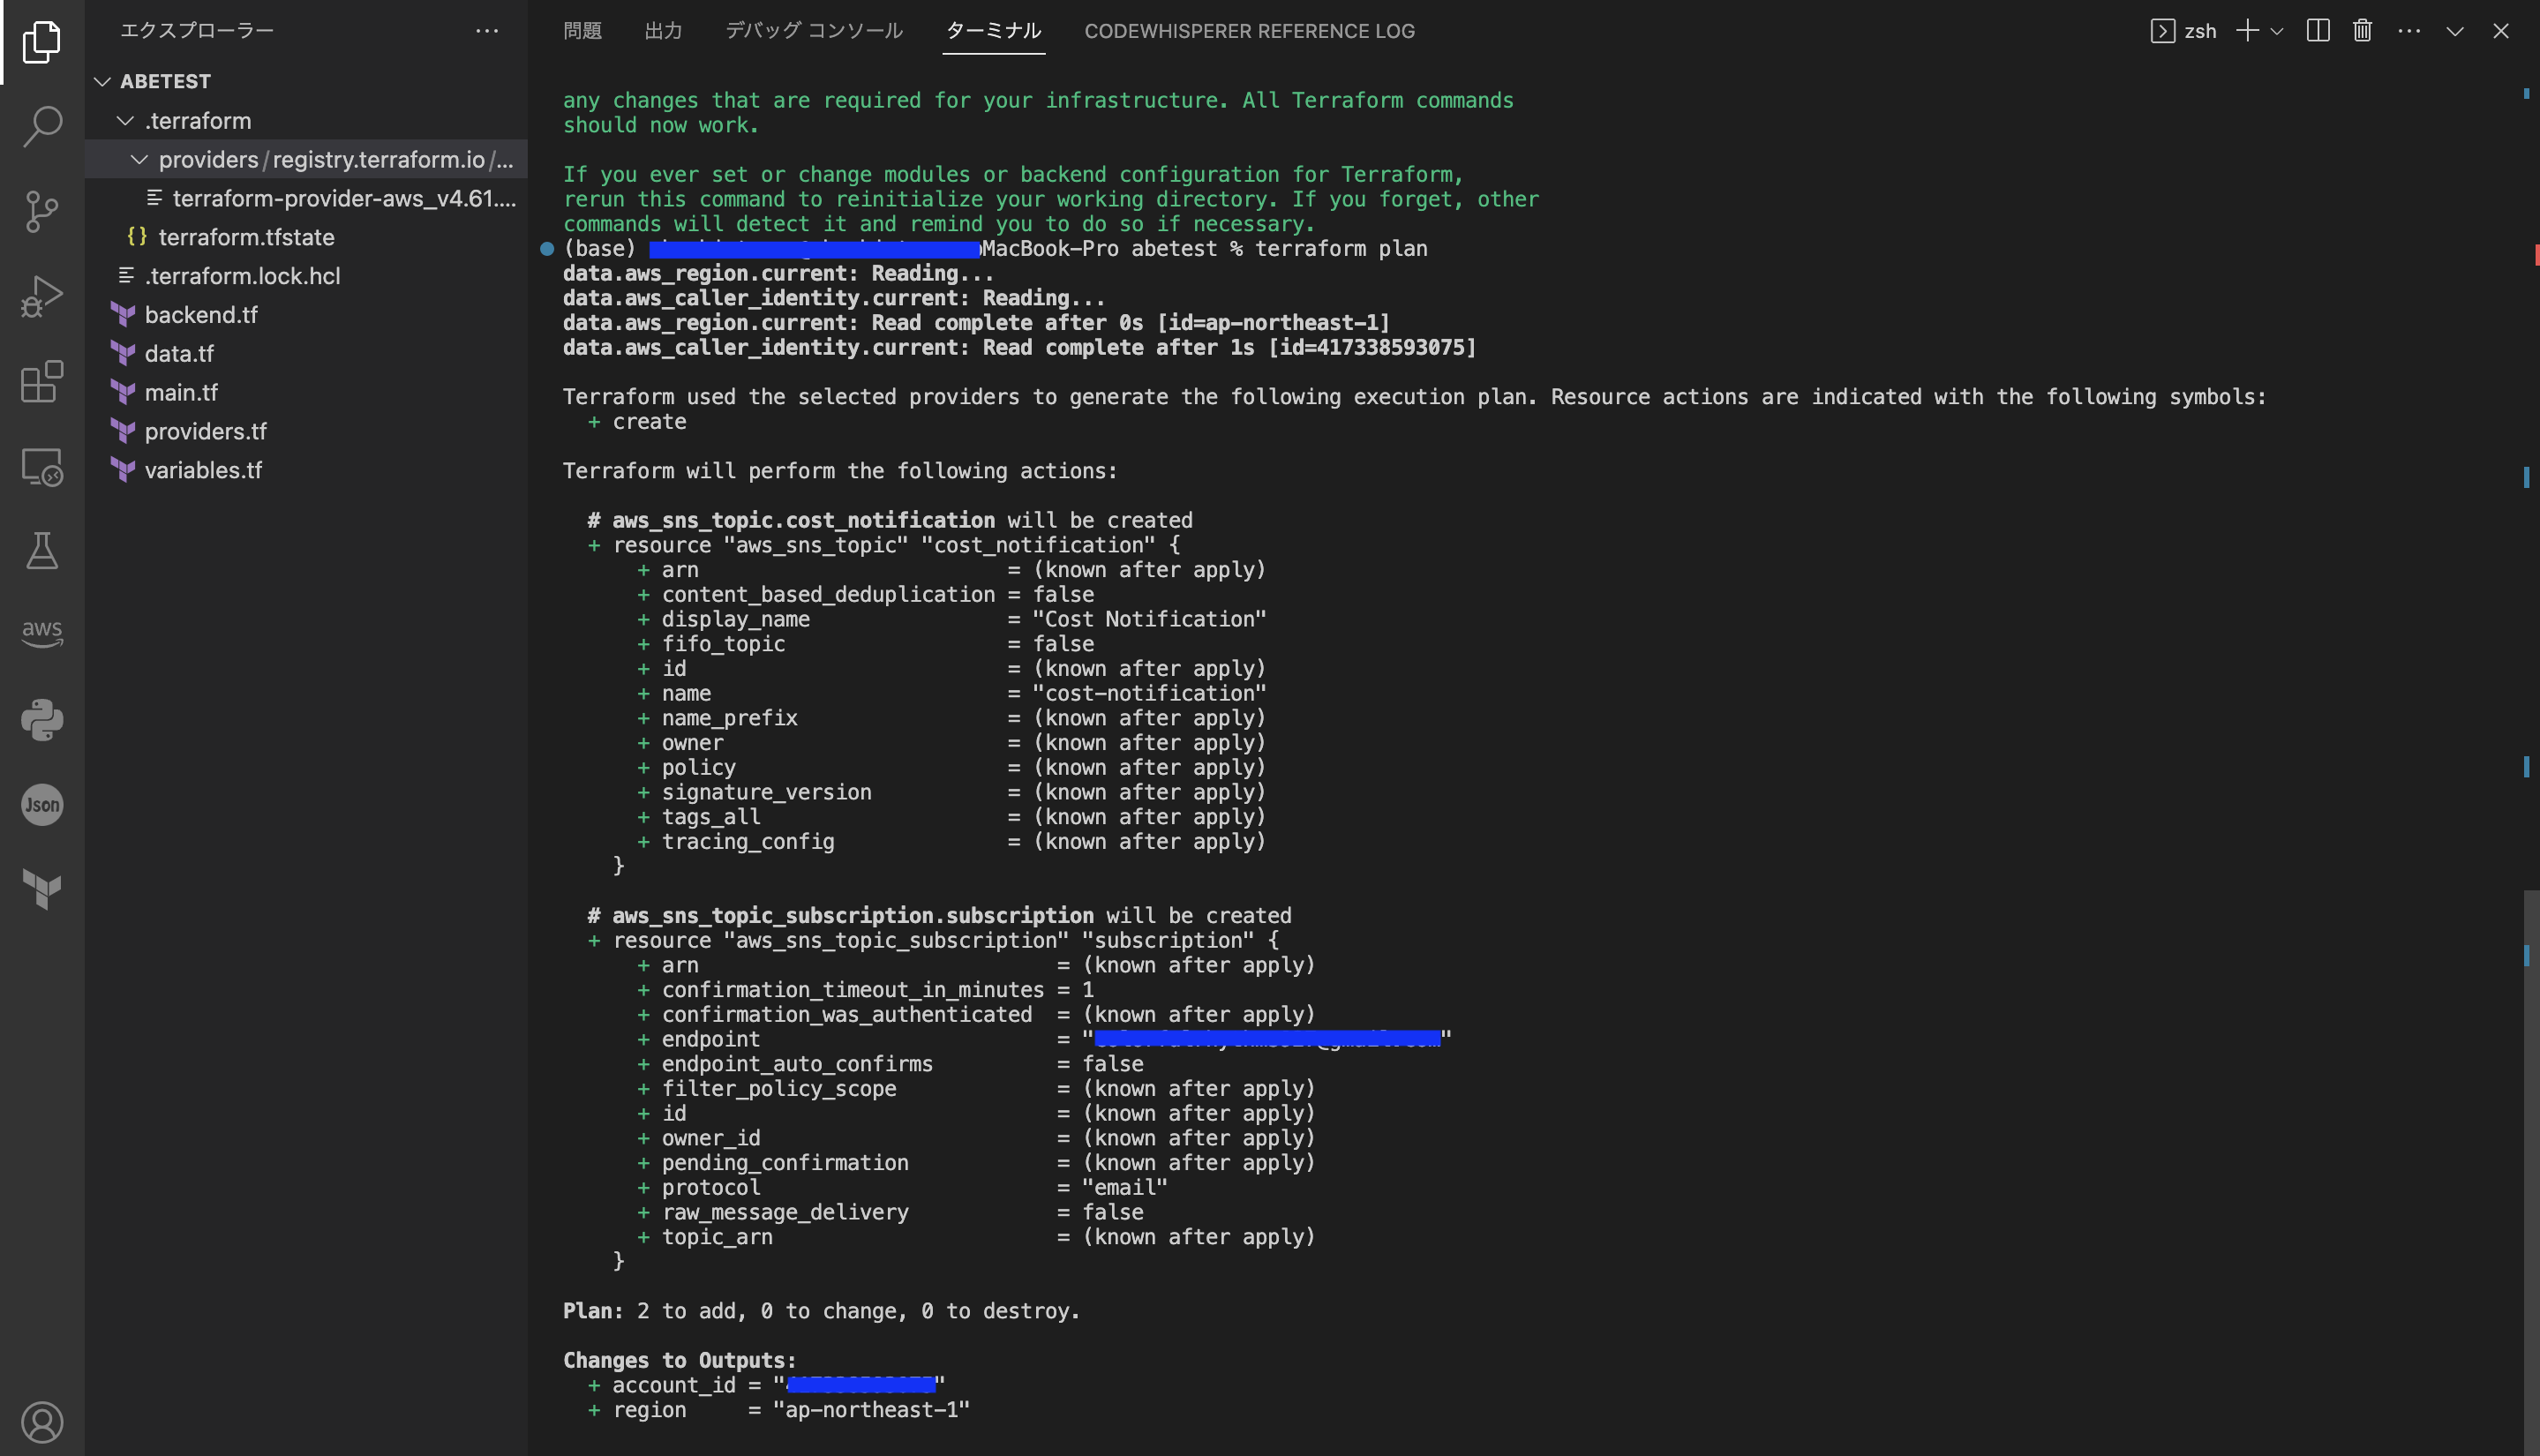 エクスプローラー
ABETEST
.terraform
providers/registry.terraform.io/...
terraform-provider-aws_v4.61....
terraform.tfstate
.terraform.lock.hcl
backend.tf
data.tf
main.tf
providers.tf
variables.tf
aws
Json
問題 出力 デバッグ コンソール ターミナル CODEWHISPERER REFERENCE LOG zsh
any changes that are required for your infrastructure. All Terraform commands
should now work.
If you ever set or change modules or backend configuration for Terraform,
rerun this command to reinitialize your working directory. If you forget, other
commands will detect it and remind you to do so if necessary.
(base) MacBook-Pro abetest % terraform plan
data.aws_region.current: Reading...
data.aws_caller_identity.current: Reading...
data.aws_region.current: Read complete after 0s [id=ap-northeast-1]
data.aws_caller_identity.current: Read complete after 1s [id=417338593075]
Terraform used the selected providers to generate the following execution plan. Resource actions are indicated with the following symbols:
+ create
Terraform will perform the following actions:
# aws_sns_topic.cost_notification will be created
+ resource "aws_sns_topic" "cost_notification" {
+ arn = (known after apply)
+ content_based_deduplication = false
+ display_name = "Cost Notification"
+ fifo_topic = false
+ id = (known after apply)
+ name = "cost-notification"
+ name_prefix = (known after apply)
+ owner = (known after apply)
+ policy = (known after apply)
+ signature_version = (known after apply)
+ tags_all = (known after apply)
+ tracing_config = (known after apply)
}
# aws_sns_topic_subscription.subscription will be created
+ resource "aws_sns_topic_subscription" "subscription" {
+ arn = (known after apply)
+ confirmation_timeout_in_minutes = 1
+ confirmation_was_authenticated = (known after apply)
+ endpoint = ""
+ endpoint_auto_confirms = false
+ filter_policy_scope = (known after apply)
+ id = (known after apply)
+ owner_id = (known after apply)
+ pending_confirmation = (known after apply)
+ protocol = "email"
+ raw_message_delivery = false
+ topic_arn = (known after apply)
}
Plan: 2 to add, 0 to change, 0 to destroy.
Changes to Outputs:
+ account_id = ""
+ region = "ap-northeast-1"